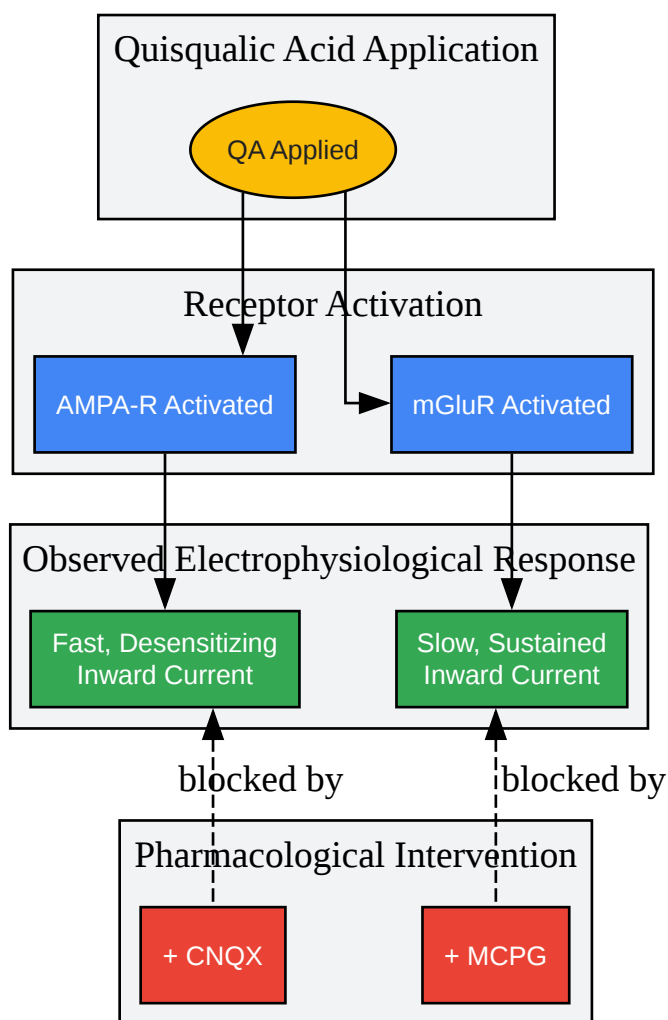 Quisqualic Acid Application
QA Applied
Receptor Activation
AMPA-R Activated
mGluR Activated
Observed Electrophysiological Response
Fast, Desensitizing
Inward Current
Slow, Sustained
Inward Current
blocked by
blocked by
Pharmacological Intervention
+ CNQX
+ MCPG